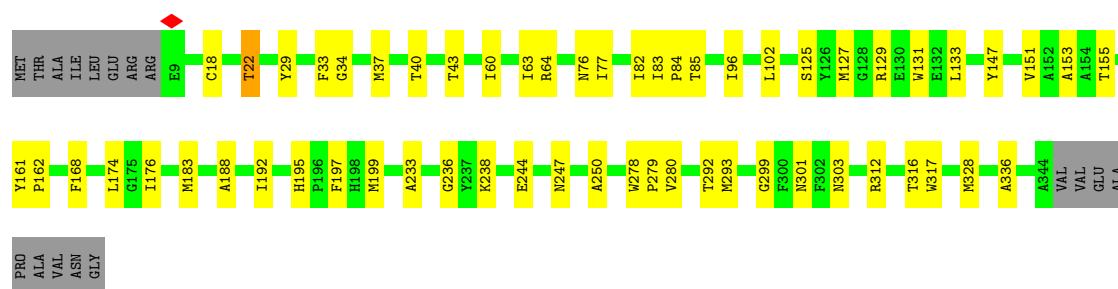 MET THR ALA ILE LEU GLU ARG ARG E9 C18 T22 Y29 F33 G34 M37 T40 T43 I60 I63 R64 N76 I77 I82 I83 P84 T85 I96 L102 S125 Y126 M127 G128 R129 E130 W131 E132 L133 Y147 V151 A152 A153 A154 T155
Y161 P162 F168 L174 G175 I176 M183 A188 I192 H195 P196 F197 H198 M199 A233 G236 Y237 K238 E244 N247 A250 W278 P279 V280 T292 M293 G299 F300 N301 F302 N303 R312 T316 W317 M328 A336 A344 VAL VAL GLU ALA
PRO ALA VAL ASN GLY